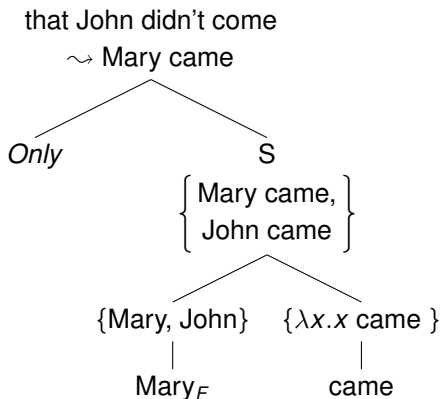 that John didn't come
⤳ Mary came
Only S
{ Mary came,
John came }
{Mary, John} {λx.x came }
Mary_F came